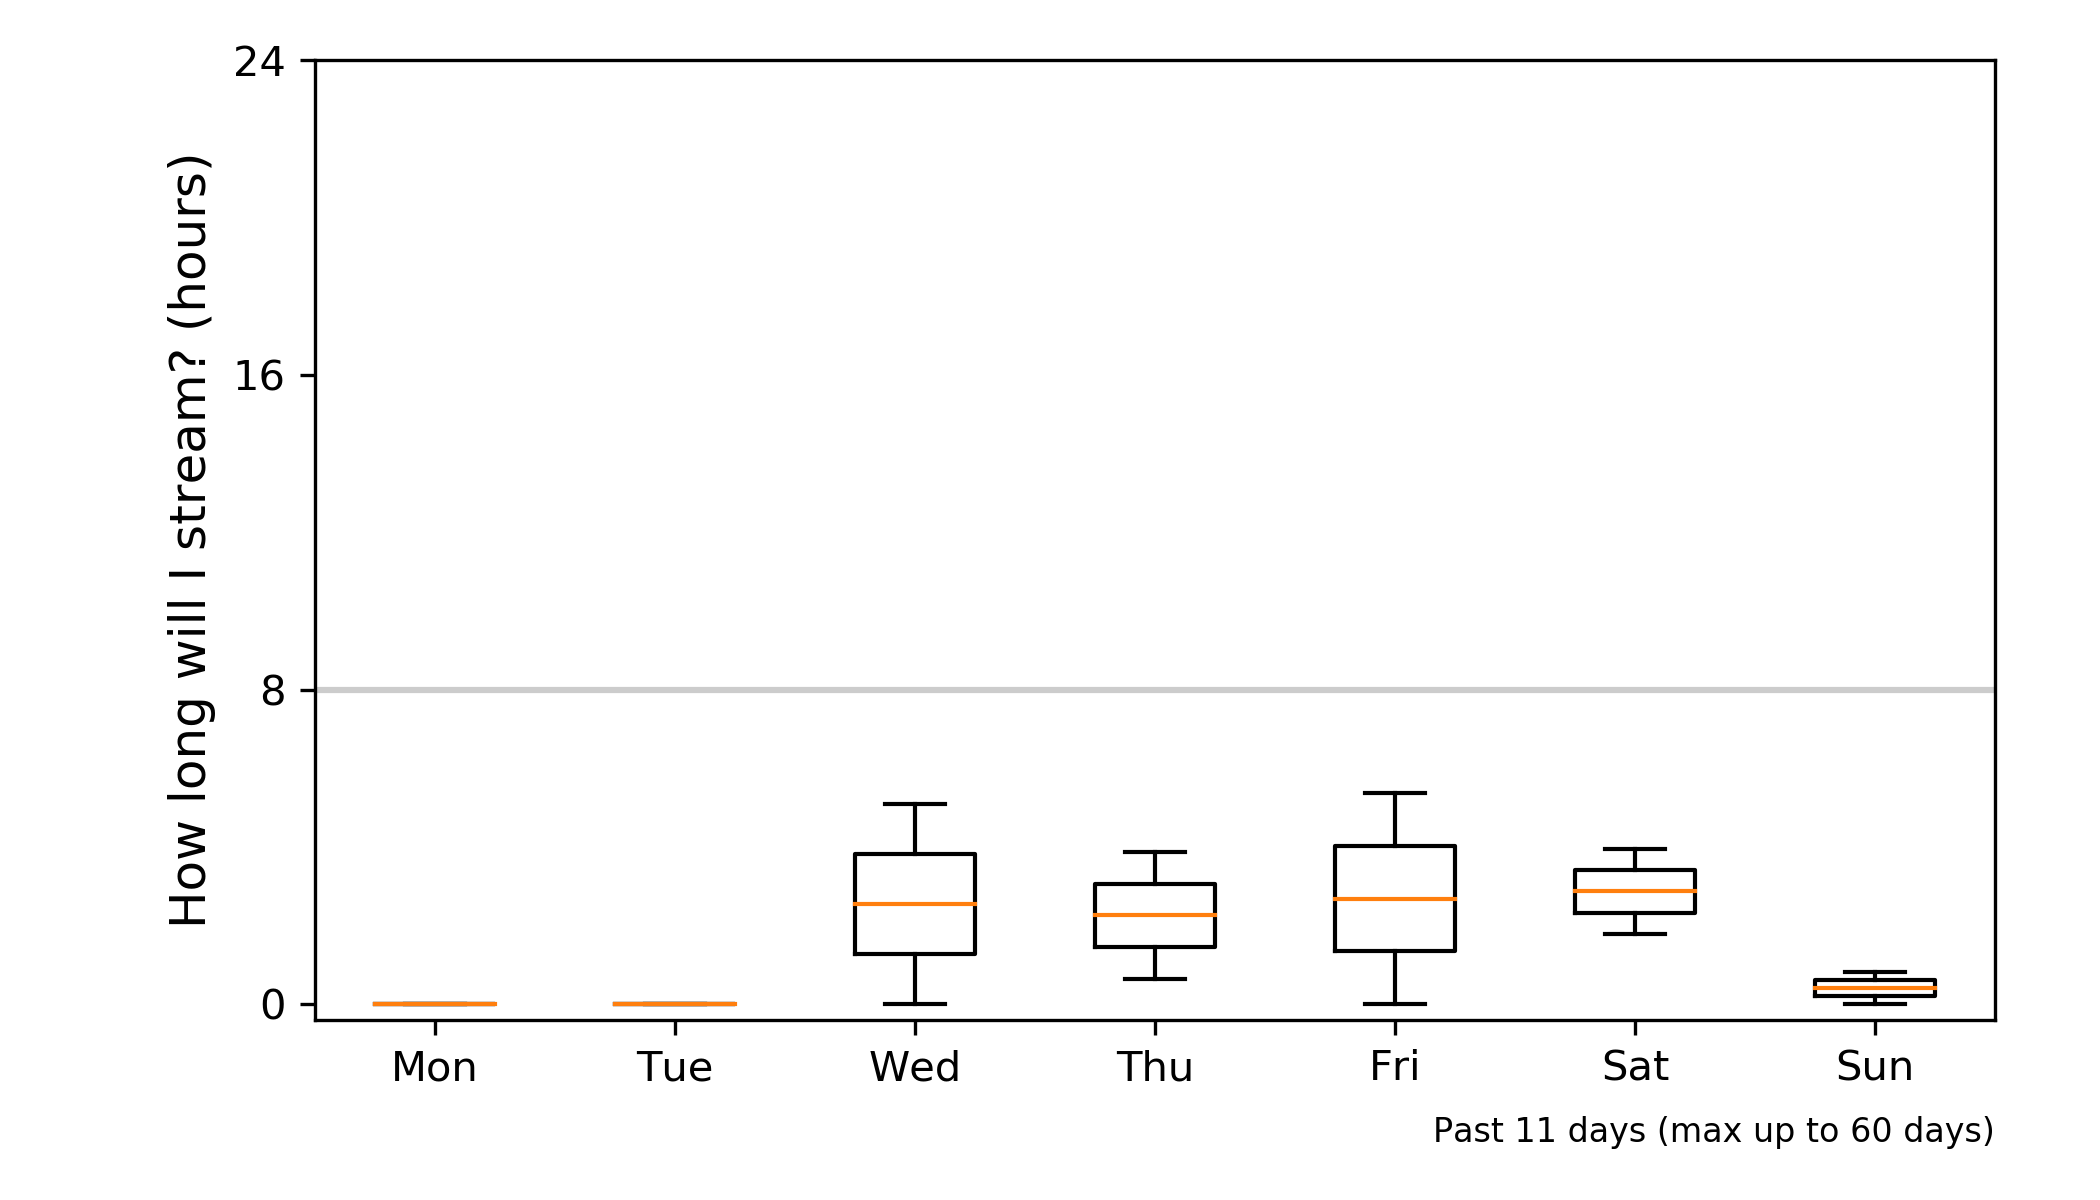 How long will I stream? (hours)
24
16
8
0
Mon Tue Wed Thu Fri Sat Sun
Past 11 days (max up to 60 days)